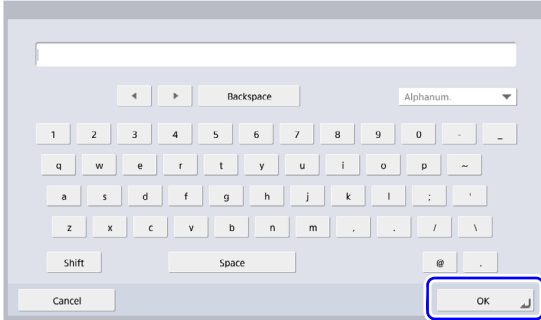 Backspace Alphanum.
1 2 3 4 5 6 7 8 9 0 - _
q w e r t y u i o p ~
a s d f g h j k l ; '
z x c v b n m , . / \
Shift Space @ .
Cancel OK